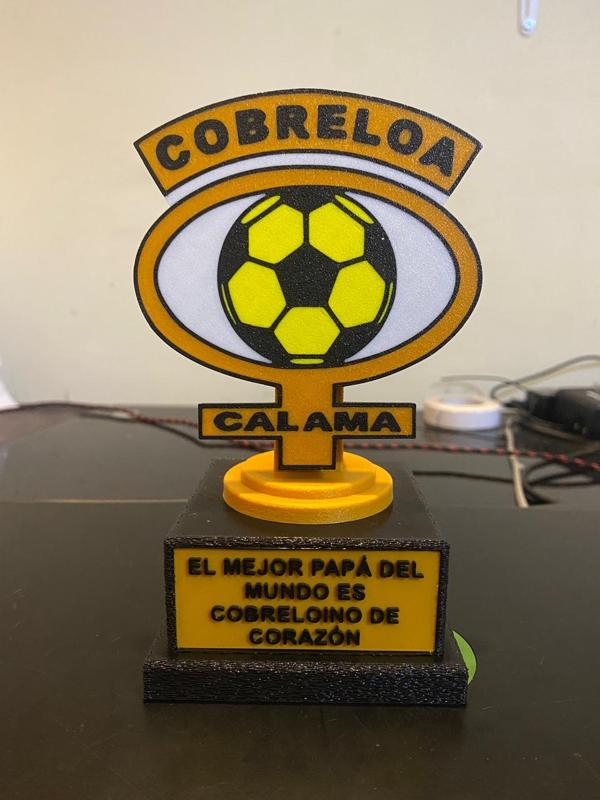 COBRELOA
CALAMA
EL MEJOR PAPÁ DEL
MUNDO ES
COBRELOINO DE
CORAZÓN